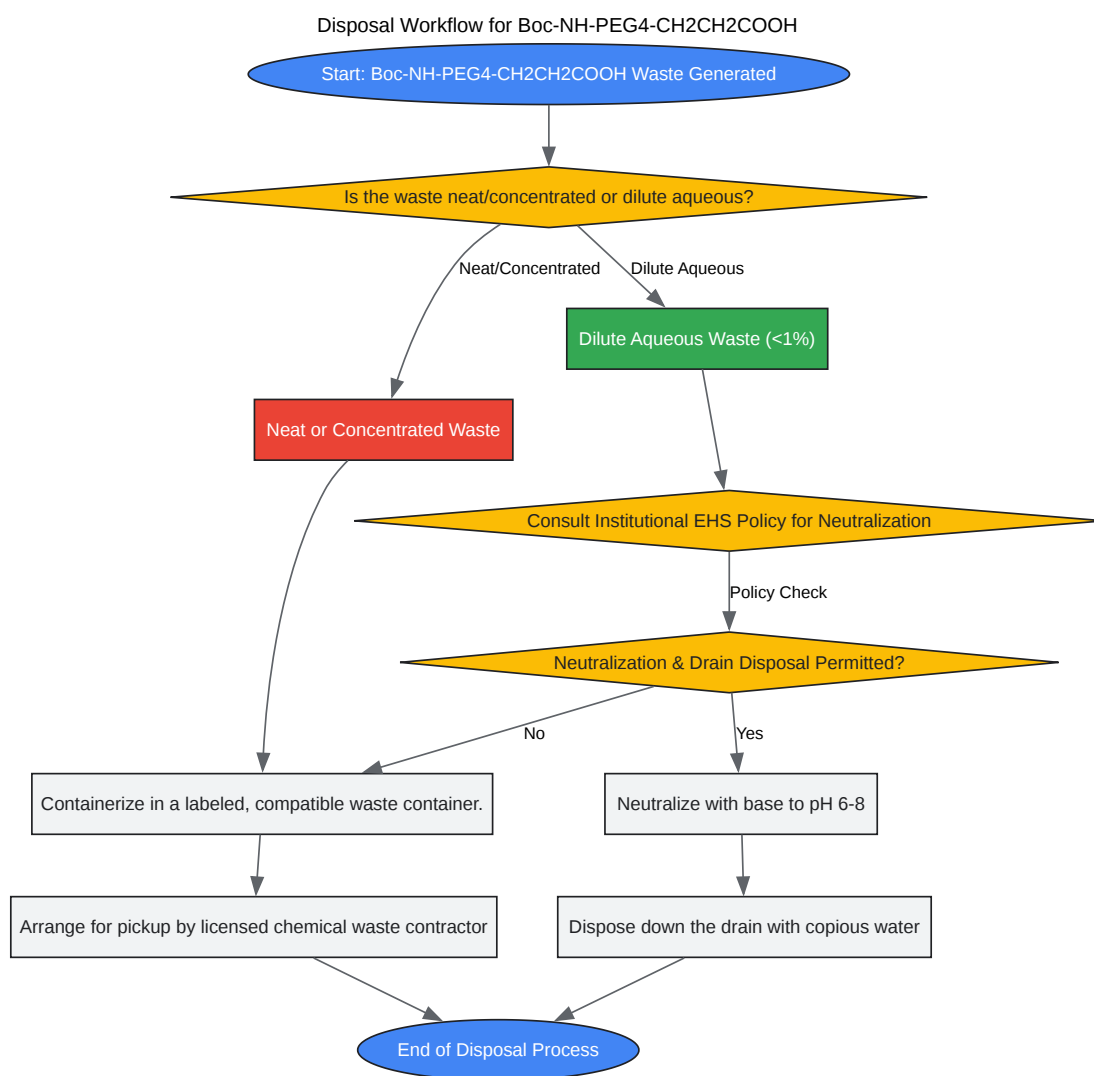 Disposal Workflow for Boc-NH-PEG4-CH2CH2COOH
Start: Boc-NH-PEG4-CH2CH2COOH Waste Generated
Is the waste neat/concentrated or dilute aqueous?
Neat/Concentrated
Dilute Aqueous
Dilute Aqueous Waste (<1%)
Neat or Concentrated Waste
Consult Institutional EHS Policy for Neutralization
Policy Check
Neutralization & Drain Disposal Permitted?
No
Yes
Containerize in a labeled, compatible waste container.
Neutralize with base to pH 6-8
Arrange for pickup by licensed chemical waste contractor
Dispose down the drain with copious water
End of Disposal Process